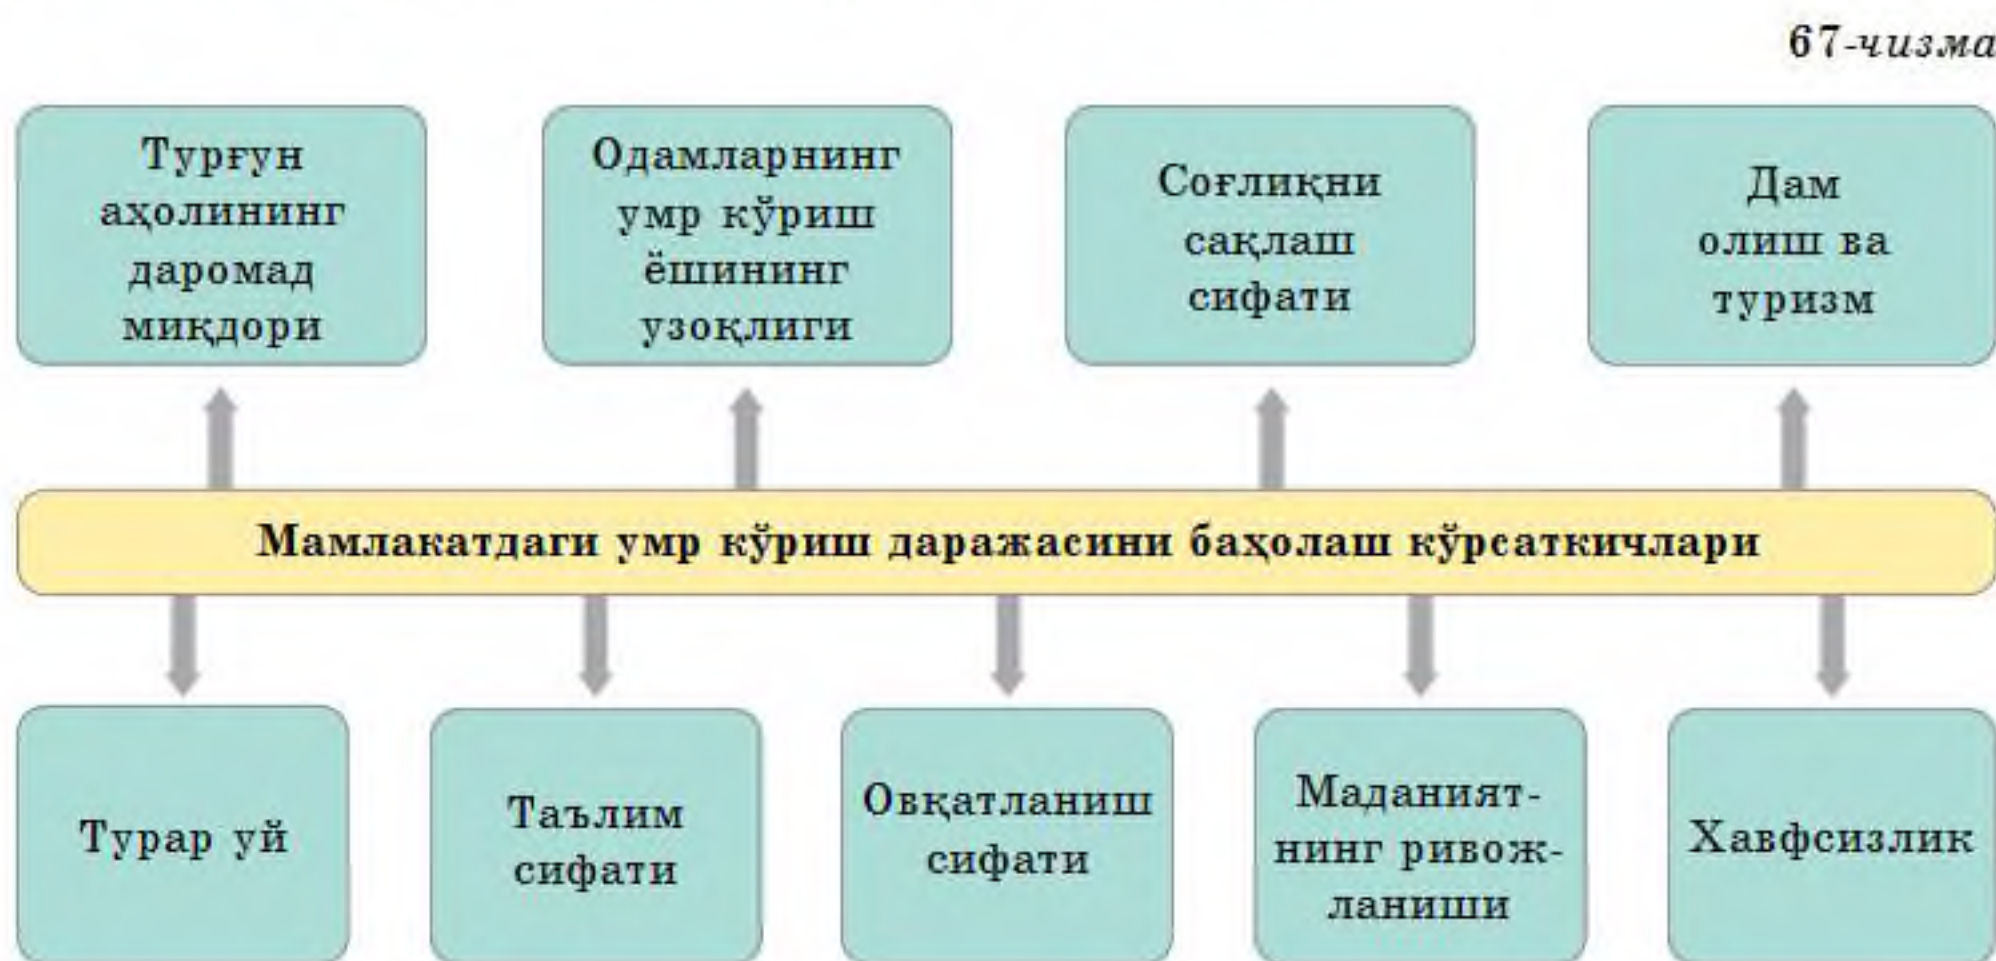 67-чизма
Турғун
аҳолининг
даромад
миқдори
Одамларнинг
умр кўриш
ёшининг
узоқлиги
Соғлиқни
сақлаш
сифати
Дам
олиш ва
туризм
Мамлакатдаги умр кўриш даражасини баҳолаш кўрсаткичлари
Турар уй
Таълим
сифати
Овқатланиш
сифати
Маданият-
нинг ривож-
ланиши
Хавфсизлик